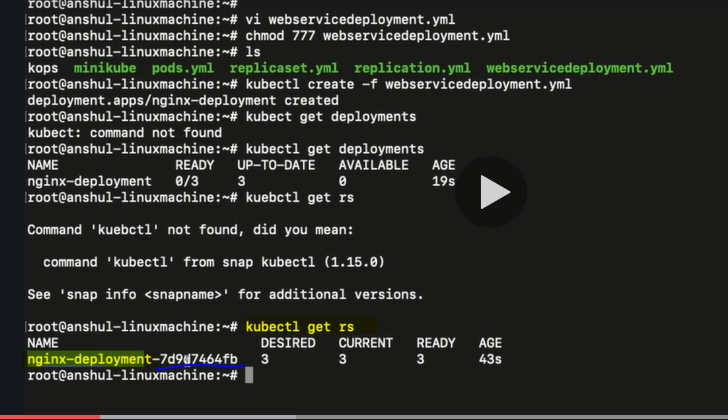 root@anshul-linuxmachine:~#
root@anshul-linuxmachine:~# vi webservicedeployment.yml
root@anshul-linuxmachine:~# chmod 777 webservicedeployment.yml
root@anshul-linuxmachine:~# ls
kops minikube pods.yml replicaset.yml replication.yml webservicedeployment.yml
root@anshul-linuxmachine:~# kubectl create -f webservicedeployment.yml
deployment.apps/nginx-deployment created
root@anshul-linuxmachine:~# kubect get deployments
kubect: command not found
root@anshul-linuxmachine:~# kubectl get deployments
NAME READY UP-TO-DATE AVAILABLE AGE
nginx-deployment 0/3 3 0 19s
root@anshul-linuxmachine:~# kuebctl get rs
Command 'kuebctl' not found, did you mean:
command 'kubectl' from snap kubectl (1.15.0)
See 'snap info <snapname>' for additional versions.
root@anshul-linuxmachine:~# kubectl get rs
NAME DESIRED CURRENT READY AGE
nginx-deployment-7d9d7464fb 3 3 3 43s
root@anshul-linuxmachine:~#